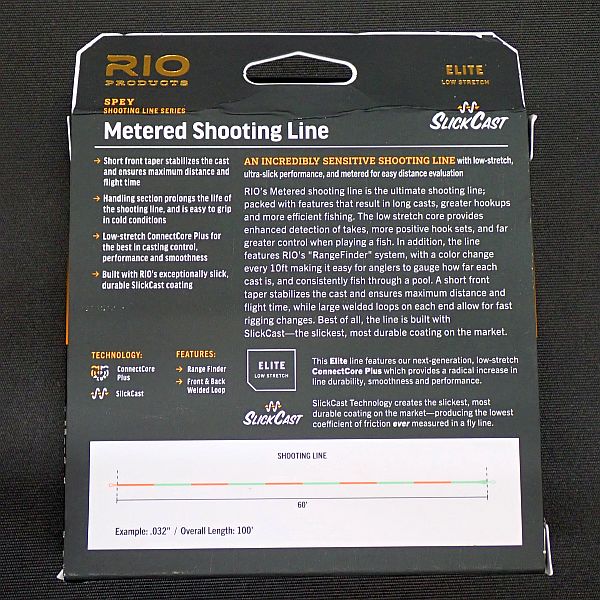 RIO
PRODUCTS
ELITE
LOW STRETCH
SPEY
SHOOTING LINE SERIES
Metered Shooting Line
SLICKCAST
→ Short front taper stabilizes the cast
and ensures maximum distance and
flight time
→ Handling section prolongs the life of
the shooting line, and is easy to grip
in cold conditions
→ Low-stretch ConnectCore Plus for
the best in casting control,
performance and smoothness
→ Built with RIO's exceptionally slick,
durable SlickCast coating
AN INCREDIBLY SENSITIVE SHOOTING LINE with low-stretch,
ultra-slick performance, and metered for easy distance evaluation
RIO's Metered shooting line is the ultimate shooting line;
packed with features that result in long casts, greater hookups
and more efficient fishing. The low stretch core provides
enhanced detection of takes, more positive hook sets, and far
greater control when playing a fish. In addition, the line
features RIO's "RangeFinder" system, with a color change
every 10ft making it easy for anglers to gauge how far each
cast is, and consistently fish through a pool. A short front
taper stabilizes the cast and ensures maximum distance and
flight time, while large welded loops on each end allow for fast
rigging changes. Best of all, the line is built with
SlickCast—the slickest, most durable coating on the market.
TECHNOLOGY:
ConnectCore
Plus
SlickCast
FEATURES:
→ Range Finder
→ Front & Back
Welded Loop
ELITE
LOW STRETCH
This Elite line features our next-generation, low-stretch
ConnectCore Plus which provides a radical increase in
line durability, smoothness and performance.
SLICKCAST
SlickCast Technology creates the slickest, most
durable coating on the market—producing the lowest
coefficient of friction over measured in a fly line.
SHOOTING LINE
60'
Example: .032" / Overall Length: 100'